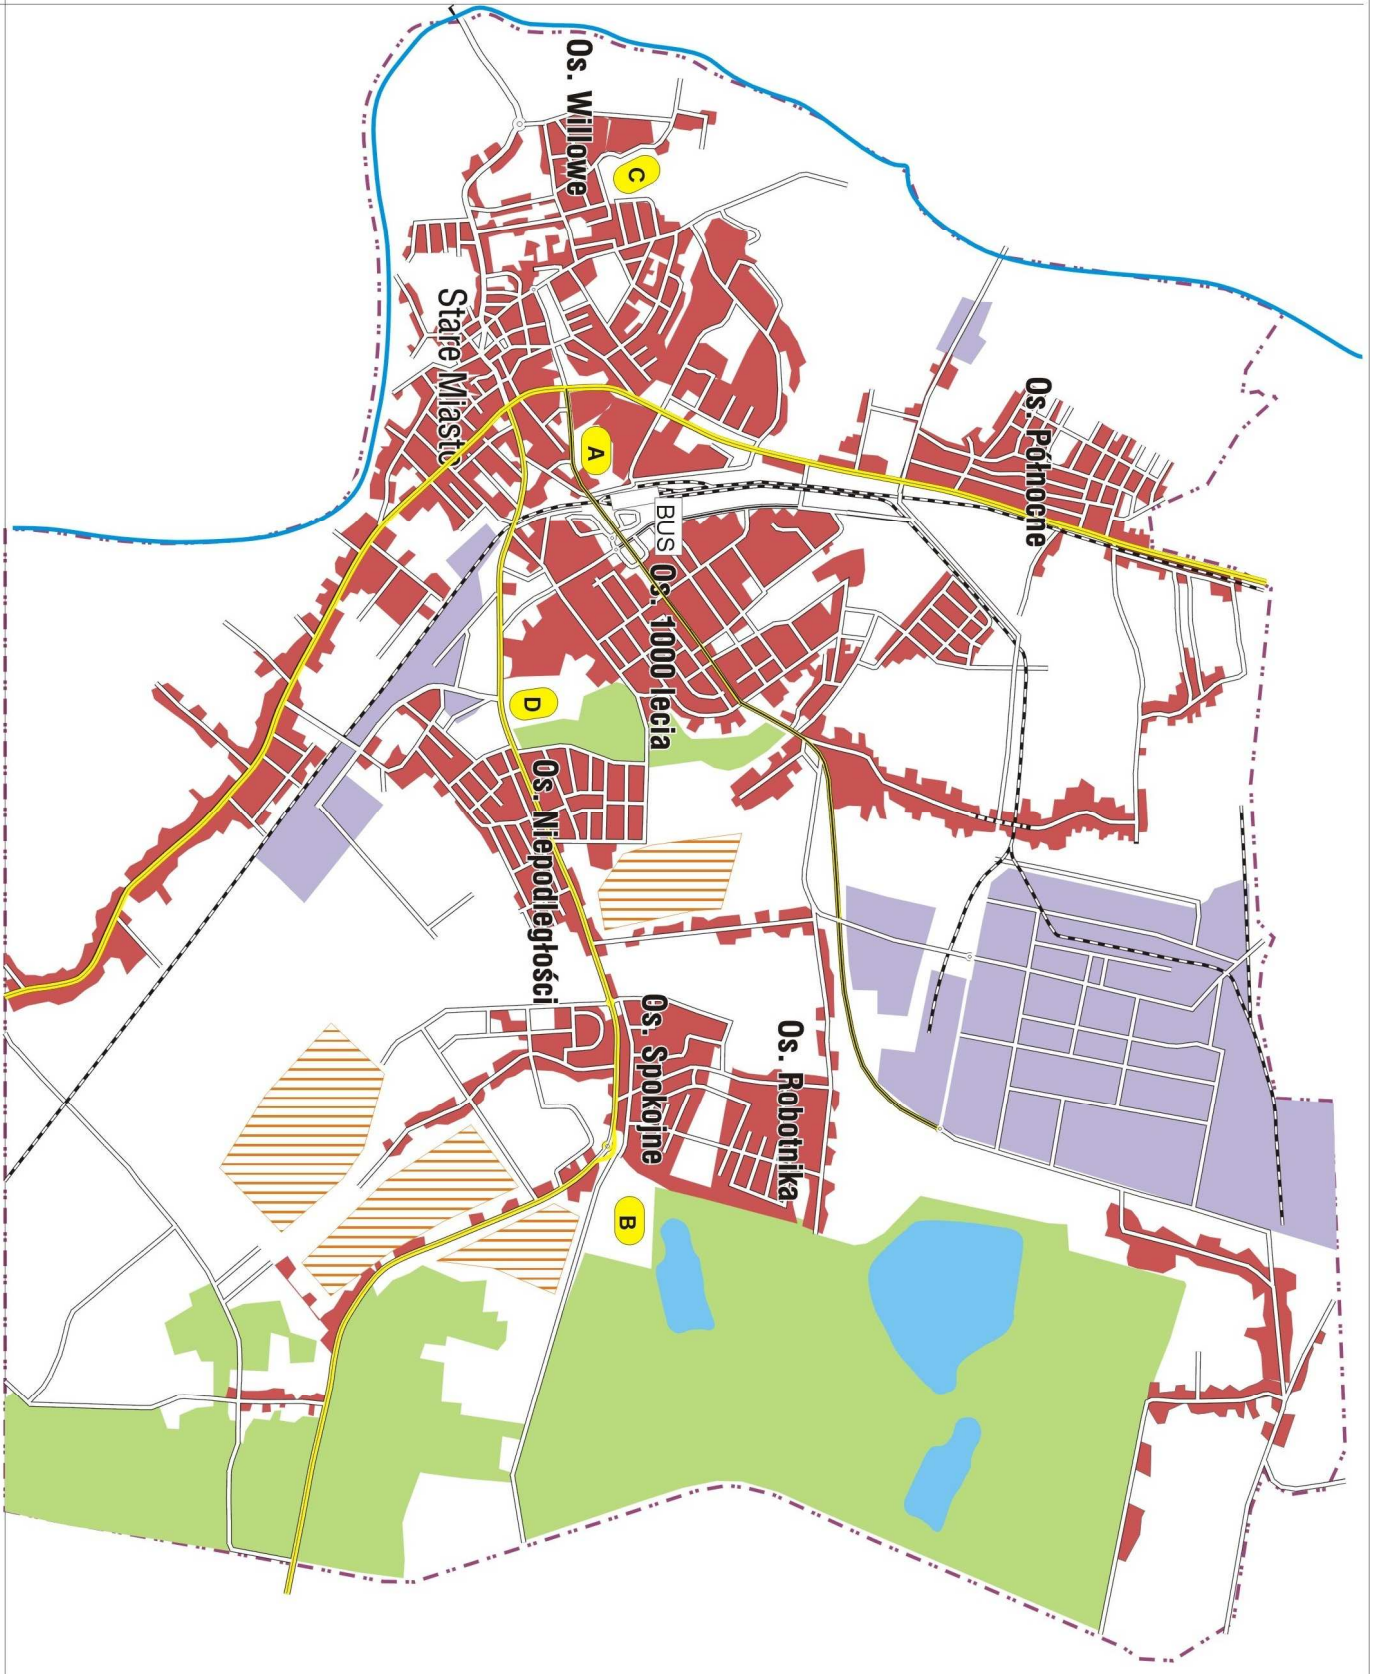 Os. Północne
Os. Robotnika
BUS
Os. 1000 lecia
Os. Spokojne
C
B
A
Os. Willowe
Os. Niepodległości
D
Stare Miasto